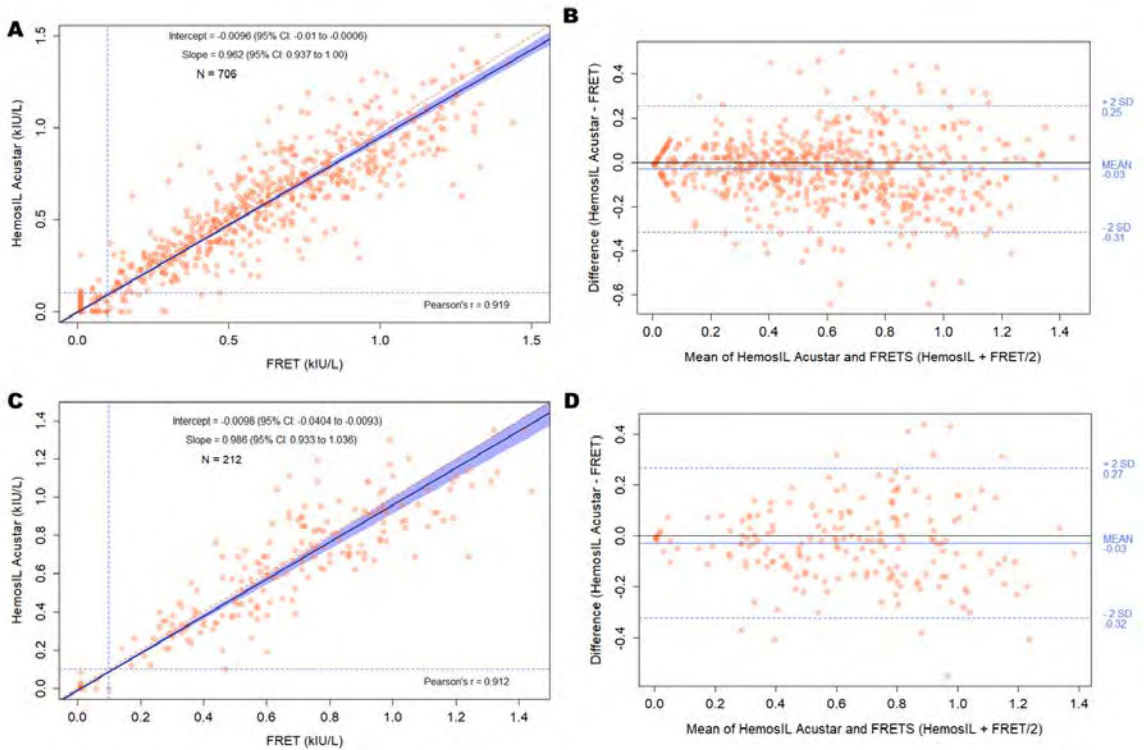 A
Intercept = -0.0096 (95% CI: -0.01 to -0.0006)
Slope = 0.962 (95% CI: 0.937 to 1.00)
N = 706
HemosIL Acustar (kIU/L)
1.5
1.0
0.5
0.0
Pearson's r = 0.919
0.0 0.5 1.0 1.5
FRET (kIU/L)
B
Difference (HemosIL Acustar - FRET)
0.4
0.2
0.0
-0.2
-0.4
-0.6
+ 2 SD
0.25
MEAN
-0.03
- 2 SD
-0.31
0.0 0.2 0.4 0.6 0.8 1.0 1.2 1.4
Mean of HemosIL Acustar and FRETS (HemosIL + FRET/2)
C
Intercept = -0.0098 (95% CI: -0.0404 to -0.0093)
Slope = 0.986 (95% CI: 0.933 to 1.036)
N = 212
HemosIL Acustar (kIU/L)
1.4
1.2
1.0
0.8
0.6
0.4
0.2
0.0
Pearson's r = 0.912
0.0 0.2 0.4 0.6 0.8 1.0 1.2 1.4
FRET (kIU/L)
D
Difference (HemosIL Acustar - FRET)
0.4
0.2
0.0
-0.2
-0.4
+ 2 SD
0.27
MEAN
-0.03
- 2 SD
-0.32
0.0 0.2 0.4 0.6 0.8 1.0 1.2 1.4
Mean of HemosIL Acustar and FRETS (HemosIL + FRET/2)